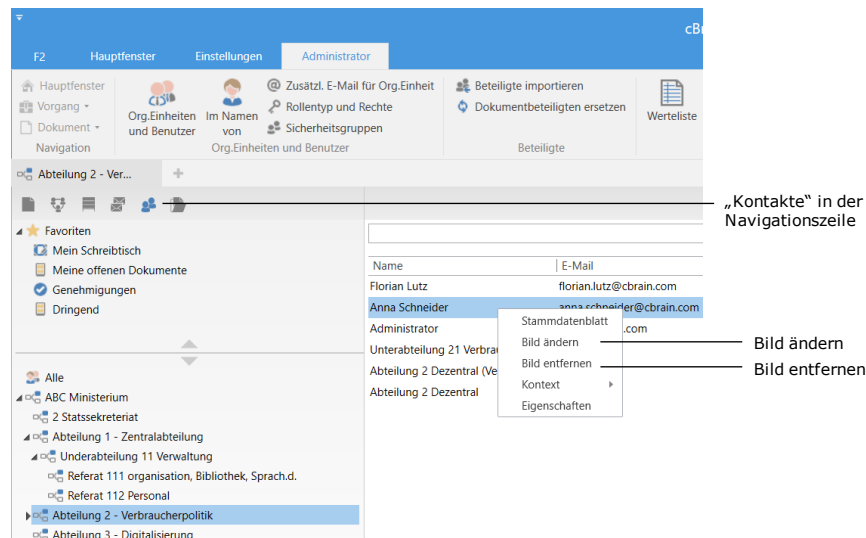 cBr
F2 Hauptfenster Einstellungen Administrator
Hauptfenster
Vorgang
Dokument
Navigation
Org.Einheiten
und Benutzer
Im Namen
von
@ Zusätzl. E-Mail für Org.Einheit
Rollentyp und Rechte
Sicherheitsgruppen
Org.Einheiten und Benutzer
Beteiligte importieren
Dokumentbeteiligten ersetzen
Beteiligte
Werteliste
Abteilung 2 - Ver... +
„Kontakte“ in der
Navigationszeile
Favoriten
Mein Schreibtisch
Meine offenen Dokumente
Genehmigungen
Dringend
Name E-Mail
Florian Lutz florian.lutz@cbrain.com
Anna Schneider anna.schneider@cbrain.com
Administrator .com
Unterabteilung 21 Verbrau
Abteilung 2 Dezentral (Ve
Abteilung 2 Dezentral
Stammdatenblatt
Bild ändern
Bild entfernen
Kontext
Eigenschaften
Bild ändern
Bild entfernen
Alle
ABC Ministerium
2 Statssekreteriat
Abteilung 1 - Zentralabteilung
Underabteilung 11 Verwaltung
Referat 111 organisation, Bibliothek, Sprach.d.
Referat 112 Personal
Abteilung 2 - Verbraucherpolitik
Abteilung 3 - Digitalisierung